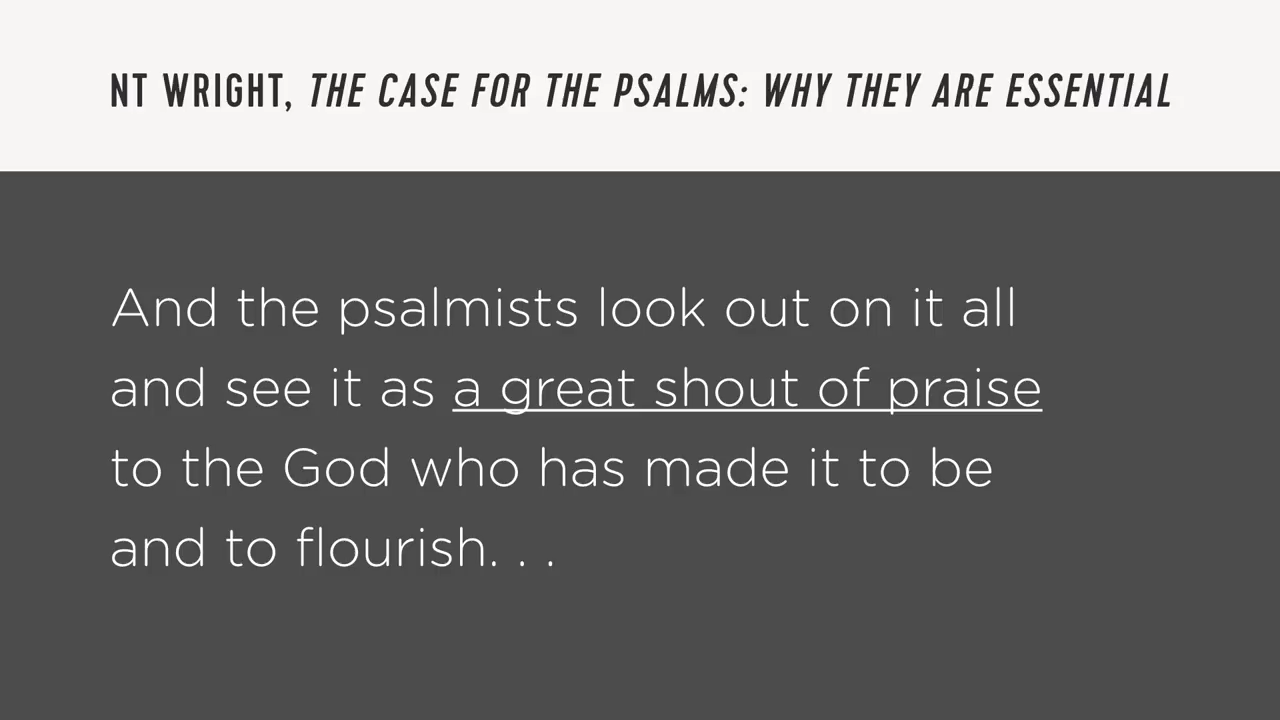 NT WRIGHT, THE CASE FOR THE PSALMS: WHY THEY ARE ESSENTIAL
And the psalmists look out on it all
and see it as a great shout of praise
to the God who has made it to be
and to flourish. . .